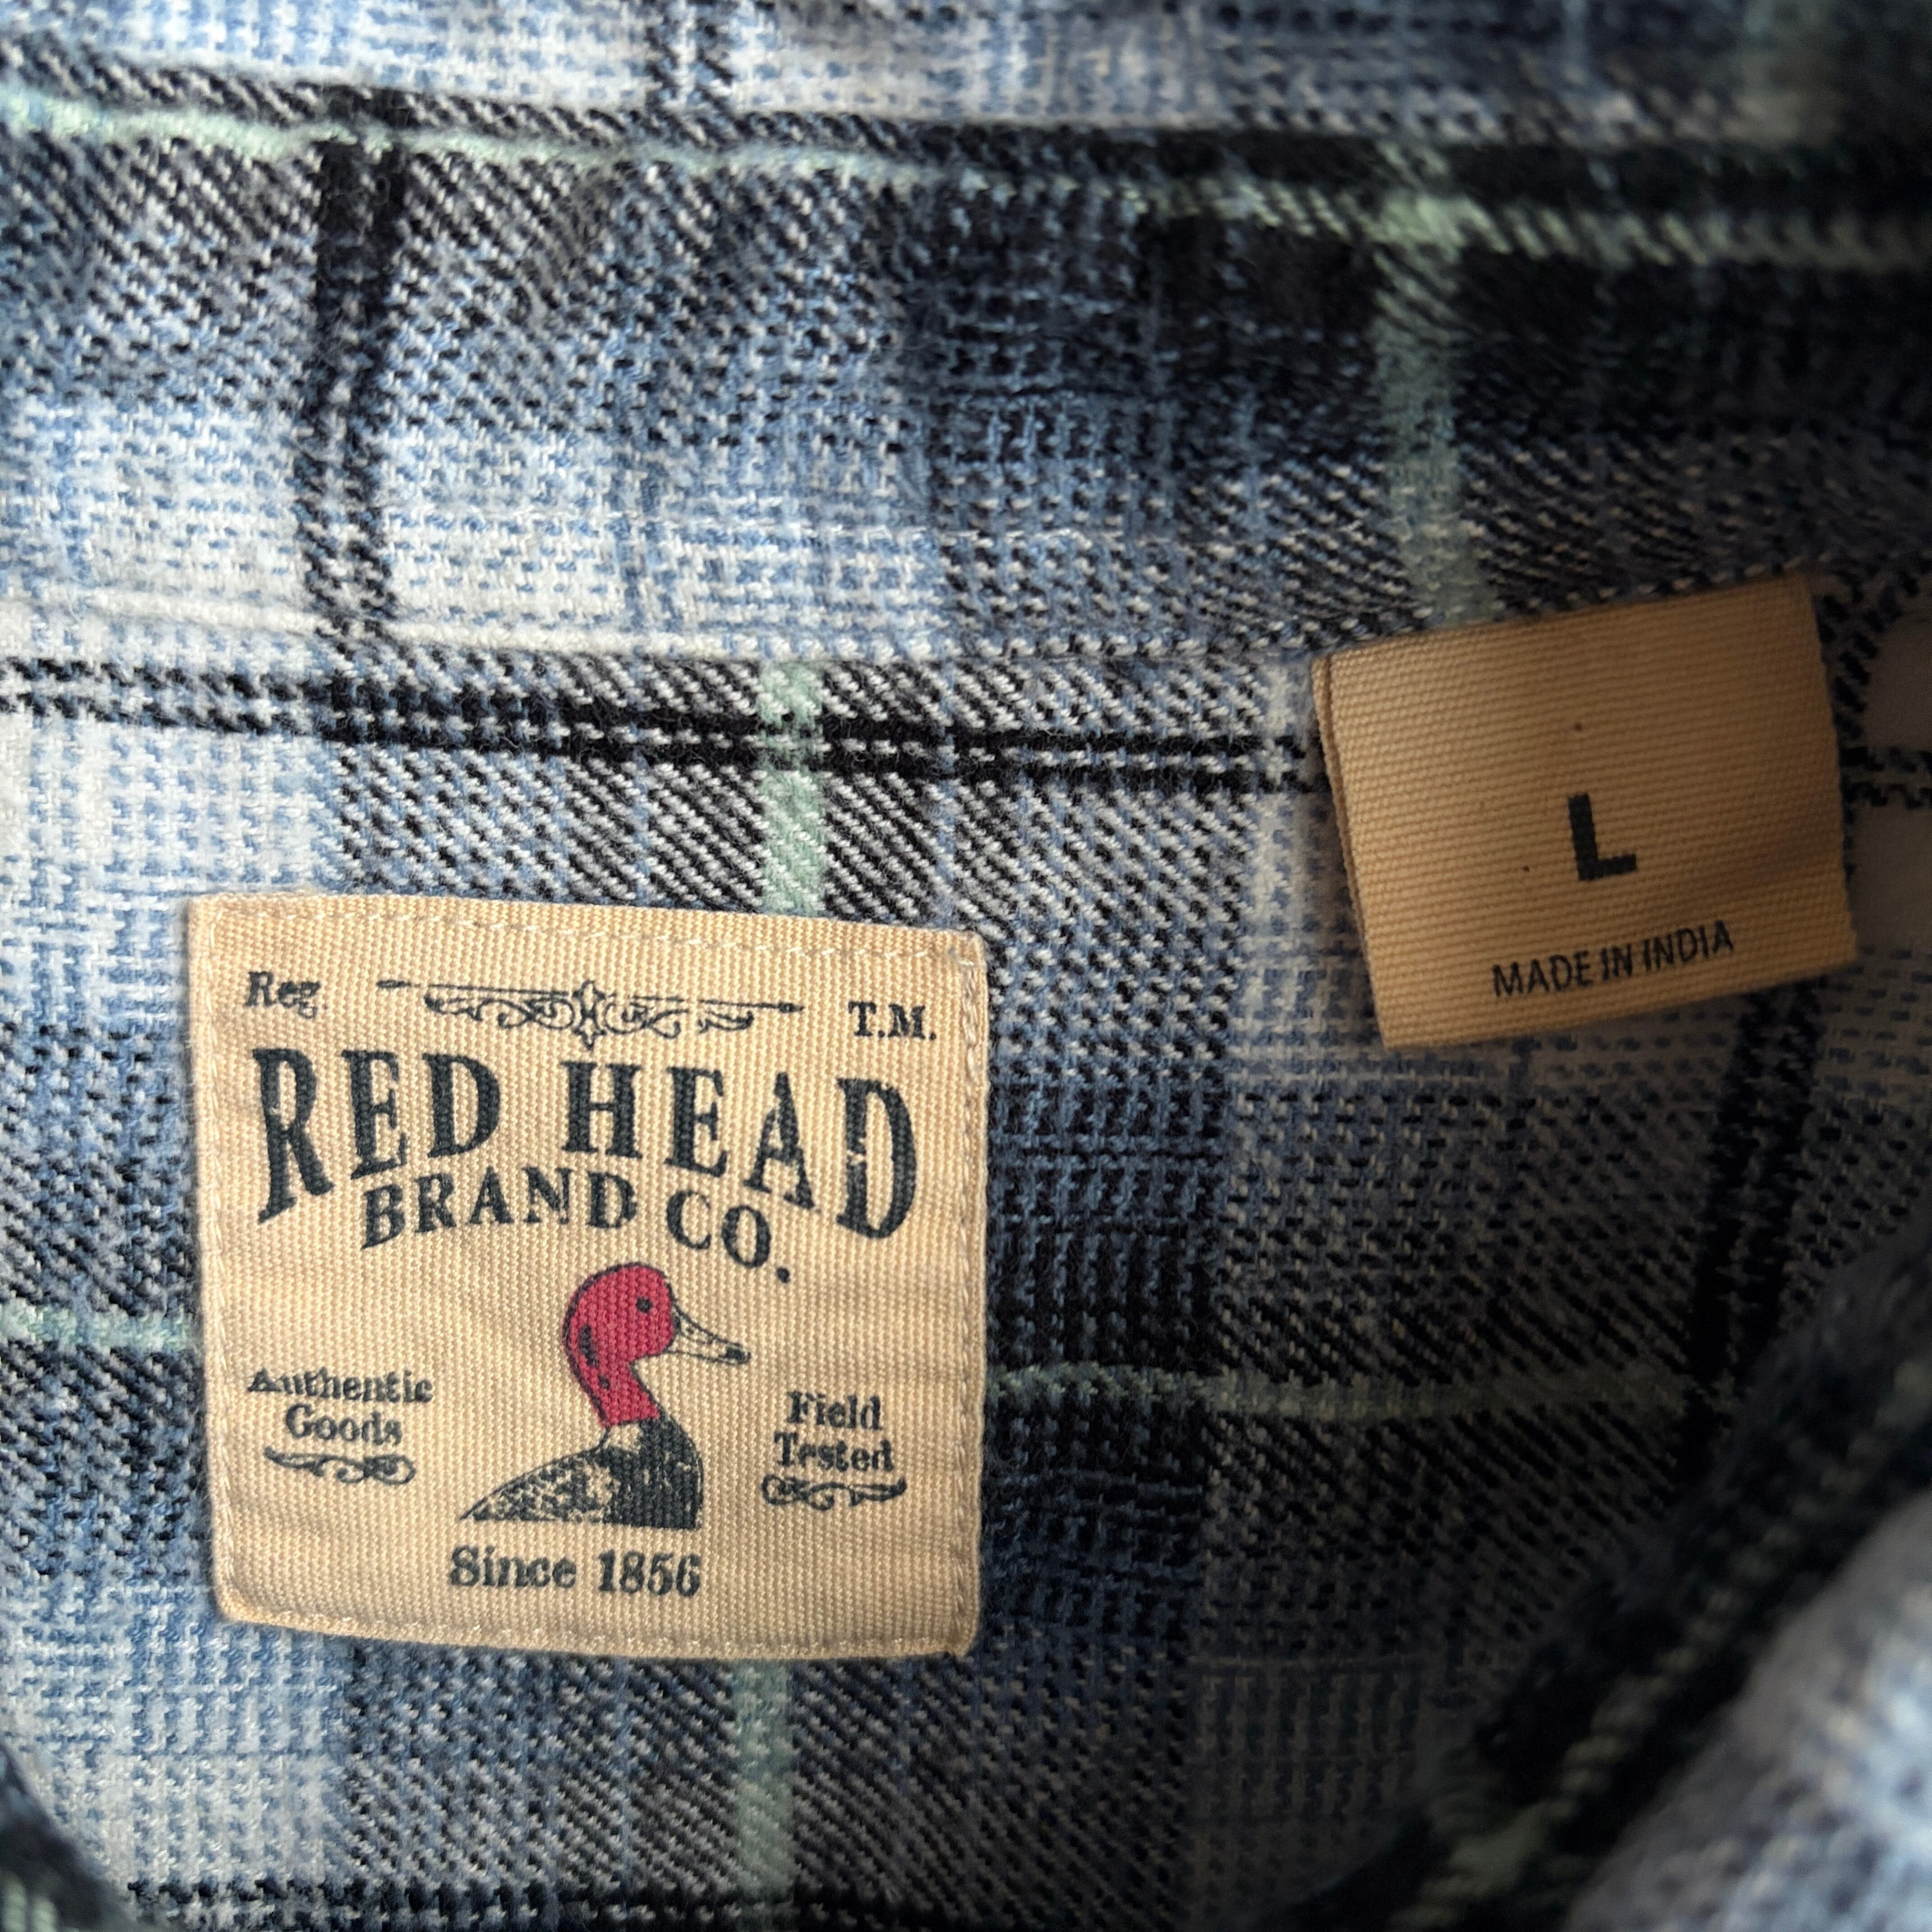 Reg. T.M.
RED HEAD
BRAND CO.
Authentic
Goods
Field
Tested
Since 1856
L
MADE IN INDIA